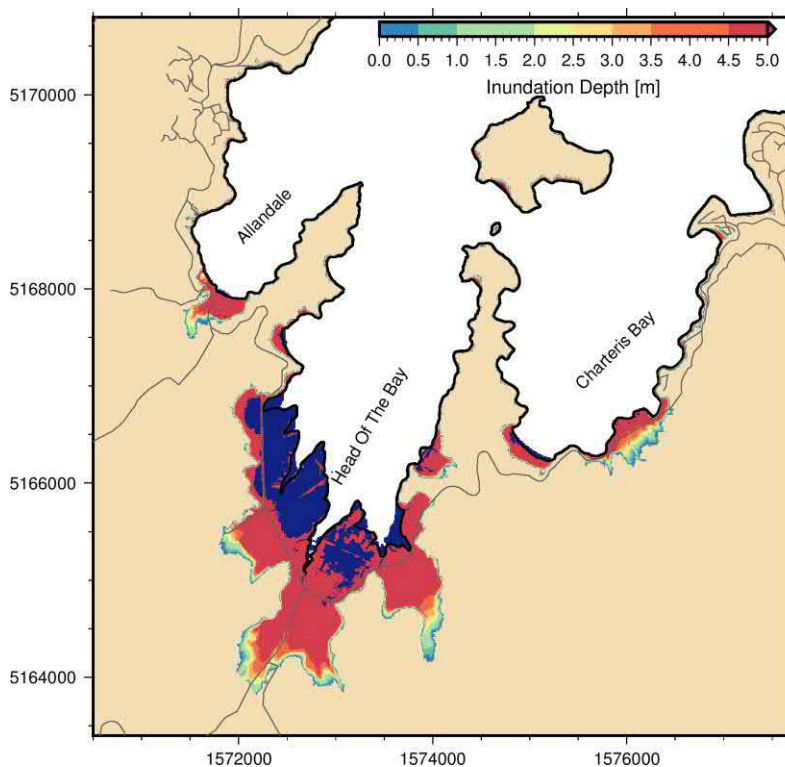 0.0 0.5 1.0 1.5 2.0 2.5 3.0 3.5 4.0 4.5 5.0
Inundation Depth [m]
5170000
5168000
5166000
5164000
Allandale
Head Of The Bay
Charteris Bay
1572000 1574000 1576000